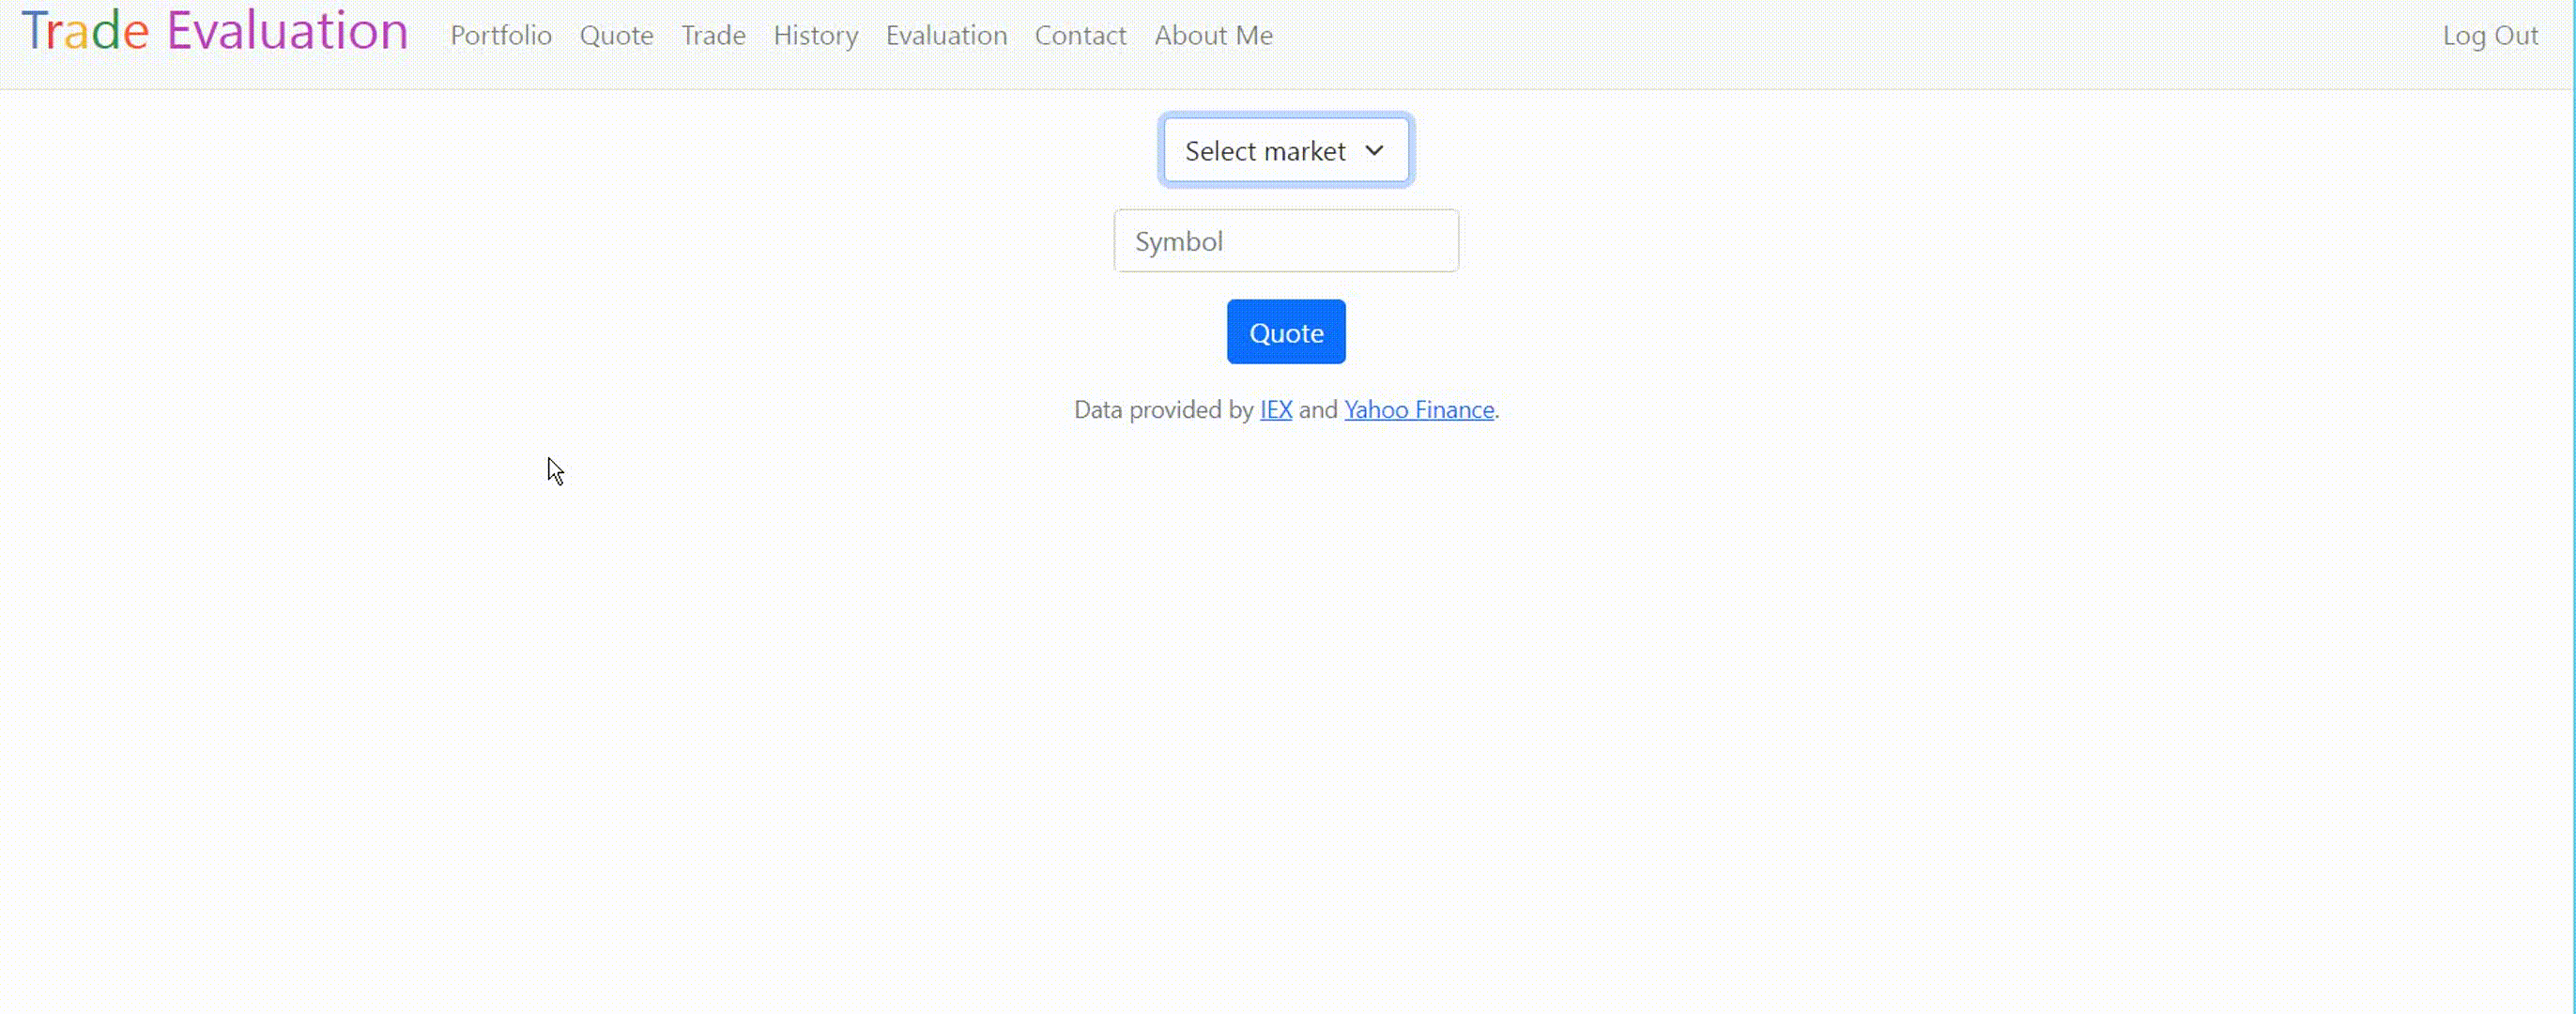 Trade Evaluation Portfolio Quote Trade History Evaluation Contact About Me Log Out
Select market
Symbol
Quote
Data provided by IEX and Yahoo Finance.